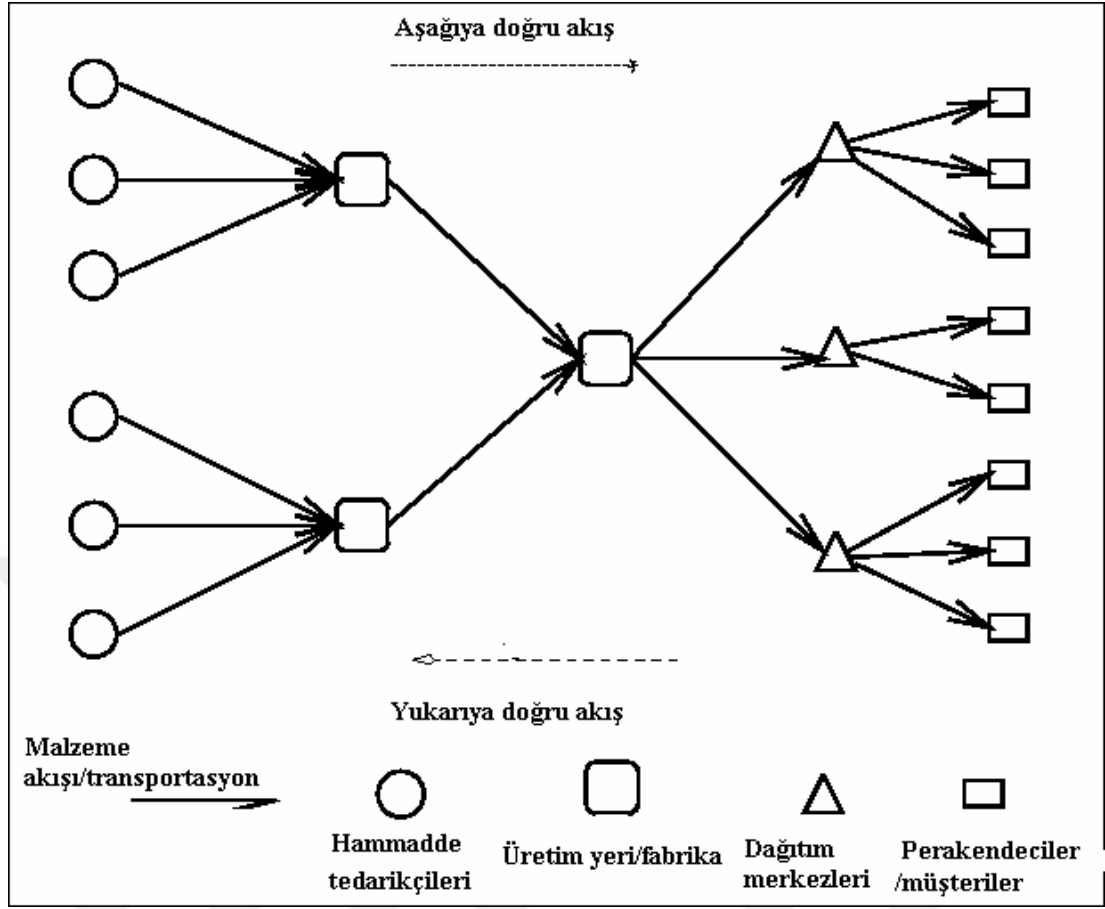 Aşağıya doğru akış
Yukarıya doğru akış
Malzeme
akışı/transportasyon
Hammadde
tedarikçileri
Üretim yeri/fabrika
Dağıtım
merkezleri
Perakendeciler
/müşteriler